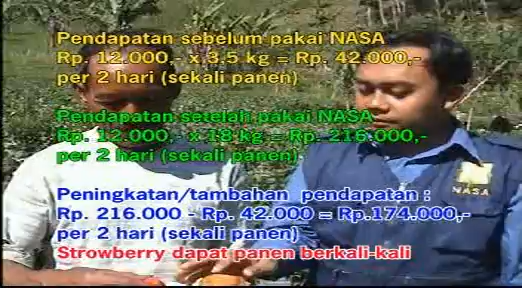 Pendapatan sebelum pakai NASA
Rp. 12.000,- x 3,5 kg = Rp. 42.000,-
per 2 hari (sekali panen)
Pendapatan setelah pakai NASA
Rp. 12.000,- x 18 kg = Rp. 216.000,-
per 2 hari (sekali panen)
Peningkatan/tambahan pendapatan :
Rp. 216.000 - Rp. 42.000 = Rp.174.000,-
per 2 hari (sekali panen)
Strowberry dapat panen berkali-kali
NASA